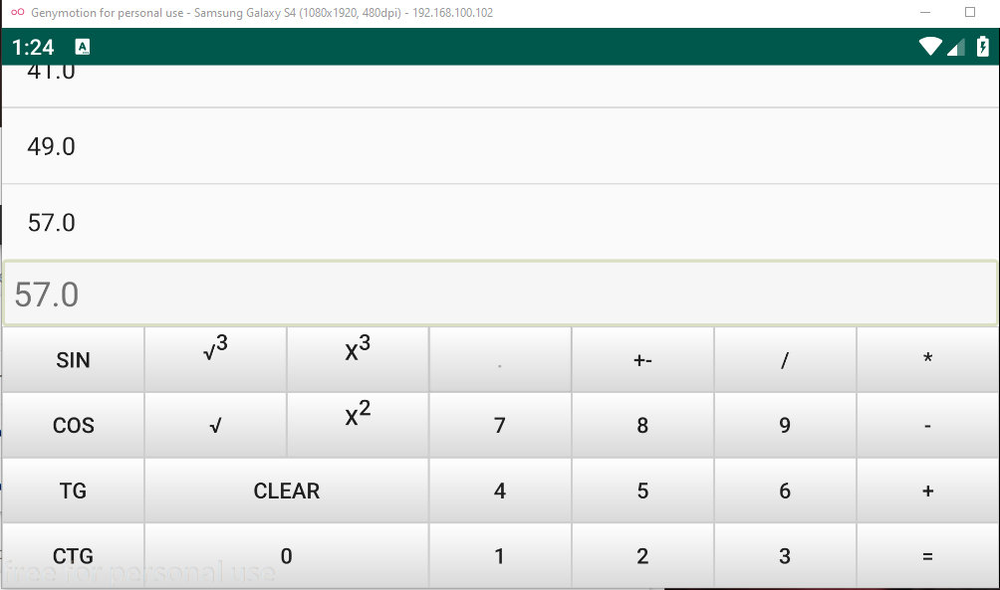 Genymotion for personal use - Samsung Galaxy S4 (1080x1920, 480dpi) - 192.168.100.102
1:24 A
41.0
49.0
57.0
57.0
SIN √3 X3 . +- / *
COS √ X2 7 8 9 -
TG CLEAR 4 5 6 +
CTG 0 1 2 3 =
free for personal use